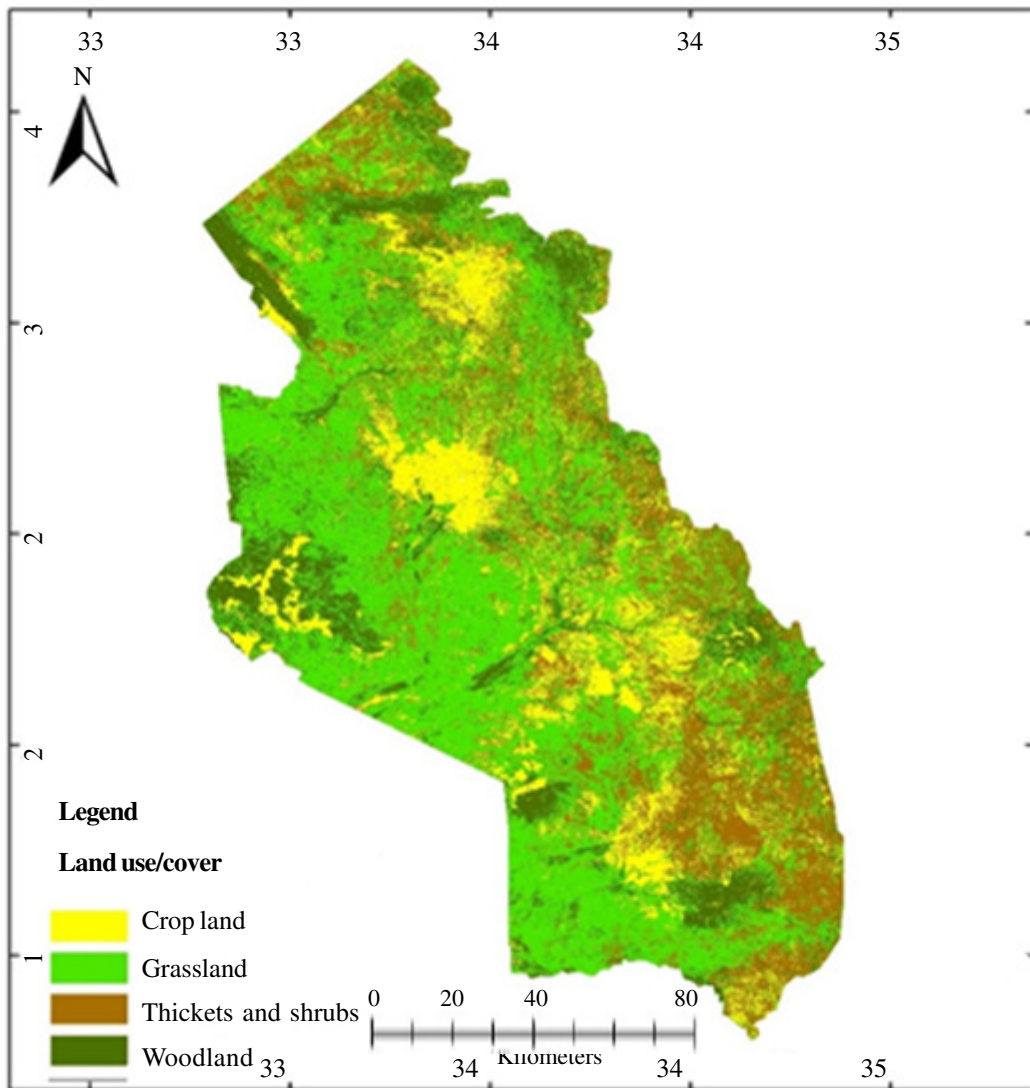 33 33 34 34 35
N
4
3
2
2
1
Legend
Land use/cover
Crop land
Grassland
Thickets and shrubs
Woodland
0 20 40 80
Kilometers
33 34 34 35